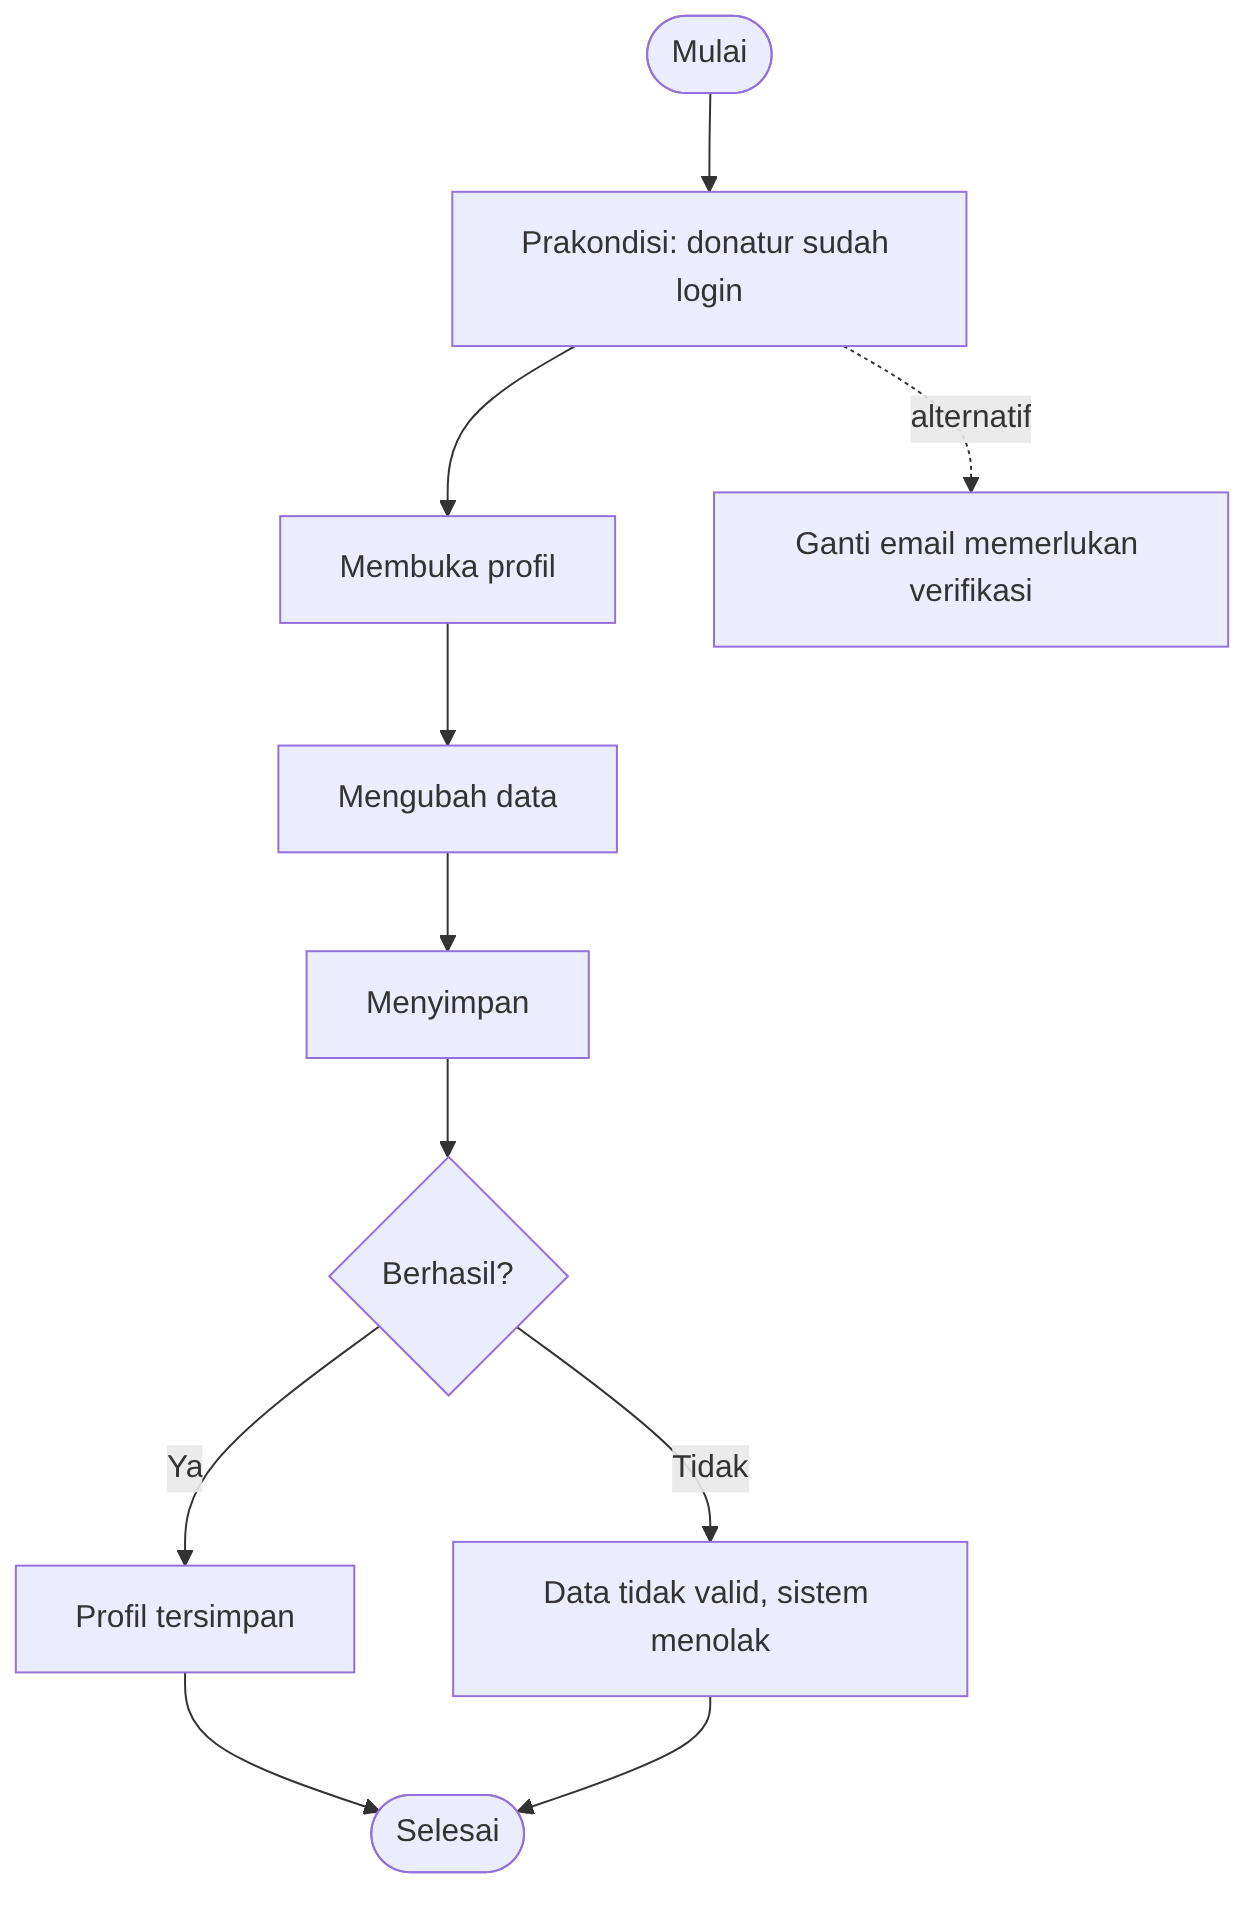 Mulai
Prakondisi: donatur sudah
login
alternatif
Membuka profil
Ganti email memerlukan
verifikasi
Mengubah data
Menyimpan
Berhasil?
Ya
Tidak
Profil tersimpan
Data tidak valid, sistem
menolak
Selesai